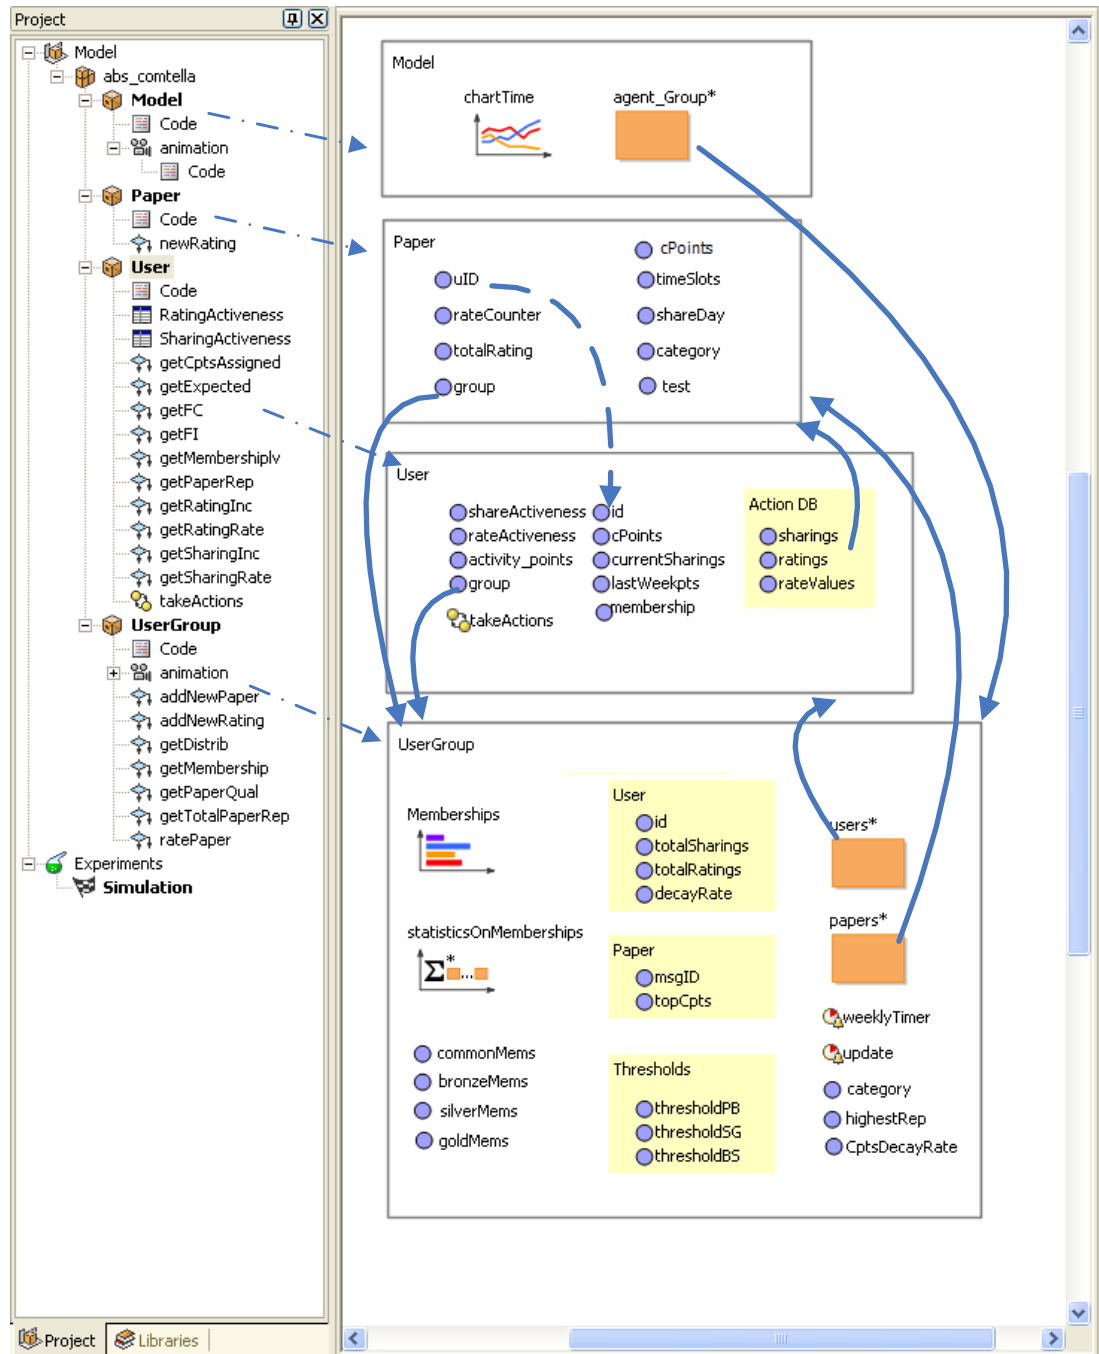 Project
Model
abs_comtella
Model
Code
animation
Code
Paper
Code
newRating
User
Code
RatingActiveness
SharingActiveness
getCptsAssigned
getExpected
getFC
getFI
getMembershiplv
getPaperRep
getRatingInc
getRatingRate
getSharingInc
getSharingRate
takeActions
UserGroup
Code
animation
addNewPaper
addNewRating
getDistrib
getMembership
getPaperQual
getTotalPaperRep
ratePaper
Experiments
Simulation
Project
Libraries
Model
chartTime
agent_Group*
Paper
uID
rateCounter
totalRating
group
cPoints
timeSlots
shareDay
category
test
User
shareActiveness
rateActiveness
activity_points
group
takeActions
id
cPoints
currentSharings
lastWeekpts
membership
Action DB
sharings
ratings
rateValues
UserGroup
Memberships
statisticsOnMemberships
Σ*...
commonMems
bronzeMems
silverMems
goldMems
User
id
totalSharings
totalRatings
decayRate
Paper
msgID
topCpts
Thresholds
thresholdPB
thresholdSG
thresholdBS
users*
papers*
weeklyTimer
update
category
highestRep
CptsDecayRate